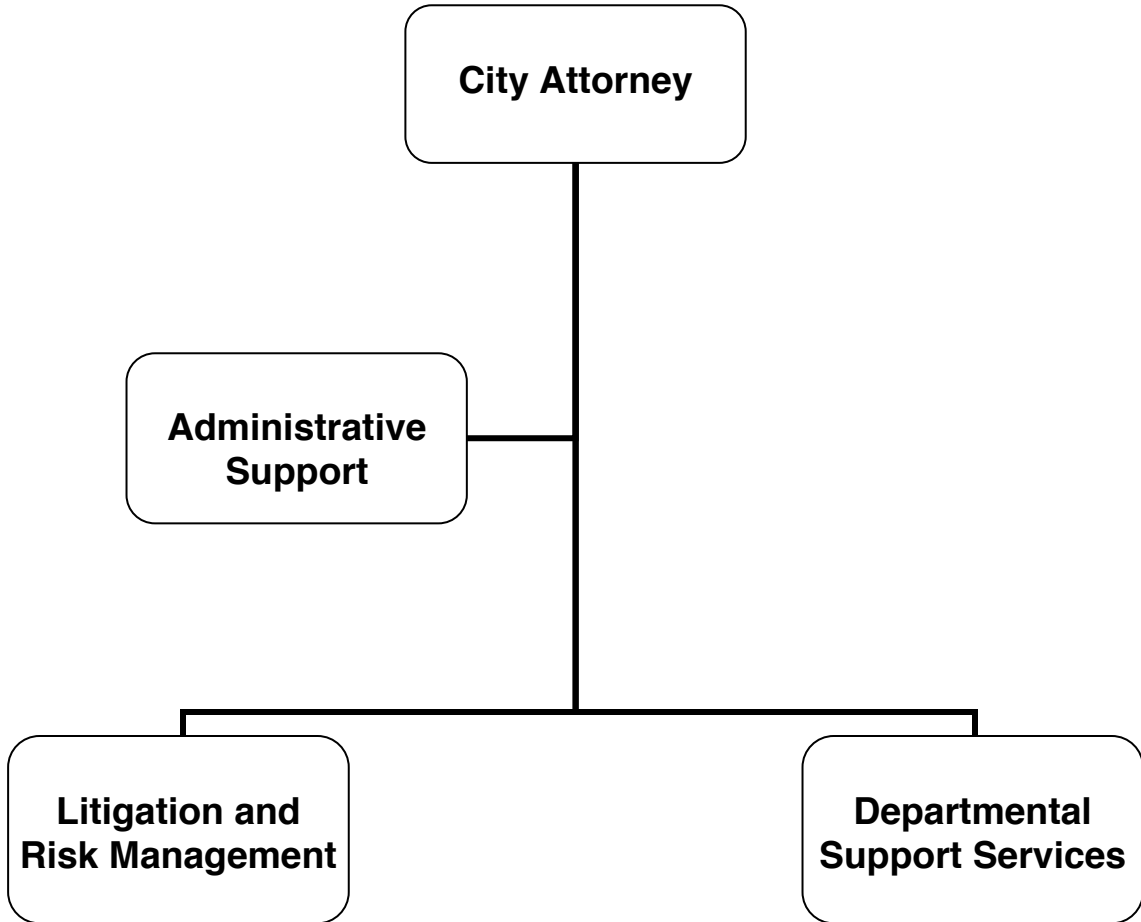 City Attorney
Administrative
Support
Litigation and
Risk Management
Departmental
Support Services